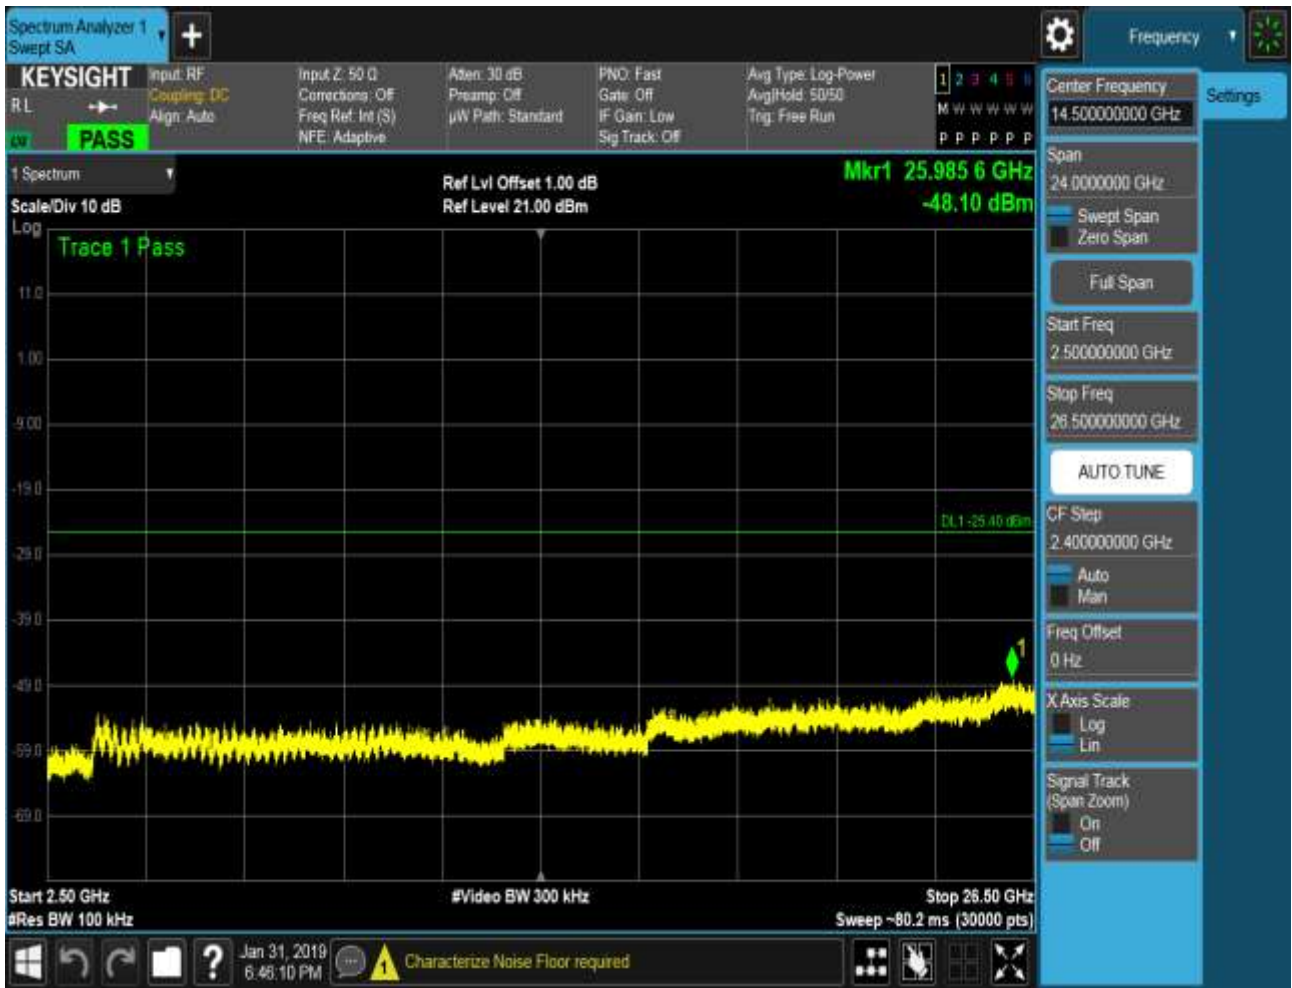 Spectrum Analyzer 1
Swept SA
Frequency
KEYSIGHT
R L
PASS
Input: RF
Coupling: DC
Align: Auto
Input Z: 50 Ω
Corrections: Off
Freq Ref: Int (S)
NFE: Adaptive
Atten: 30 dB
Preamp: Off
µW Path: Standard
PNO: Fast
Gate: Off
IF Gain: Low
Sig Track: Off
Avg Type: Log-Power
Avg|Hold: 50/50
Trig: Free Run
1 2 3 4 5 6
M W W W W W
P P P P P P
1 Spectrum
Scale/Div 10 dB
Log
Ref Lvl Offset 1.00 dB
Ref Level 21.00 dBm
Mkr1 25.985 6 GHz
-48.10 dBm
Trace 1 Pass
11.0
1.00
-9.00
-19.0
-29.0
-39.0
-49.0
-59.0
-69.0
DL1 -25.40 dBm
1
Start 2.50 GHz
#Res BW 100 kHz
#Video BW 300 kHz
Stop 26.50 GHz
Sweep ~80.2 ms (30000 pts)
Center Frequency
14.500000000 GHz
Settings
Span
24.0000000 GHz
Swept Span
Zero Span
Full Span
Start Freq
2.500000000 GHz
Stop Freq
26.500000000 GHz
AUTO TUNE
CF Step
2.400000000 GHz
Auto
Man
Freq Offset
0 Hz
X Axis Scale
Log
Lin
Signal Track
(Span Zoom)
On
Off
?
Jan 31, 2019
6:46:10 PM
1
Characterize Noise Floor required